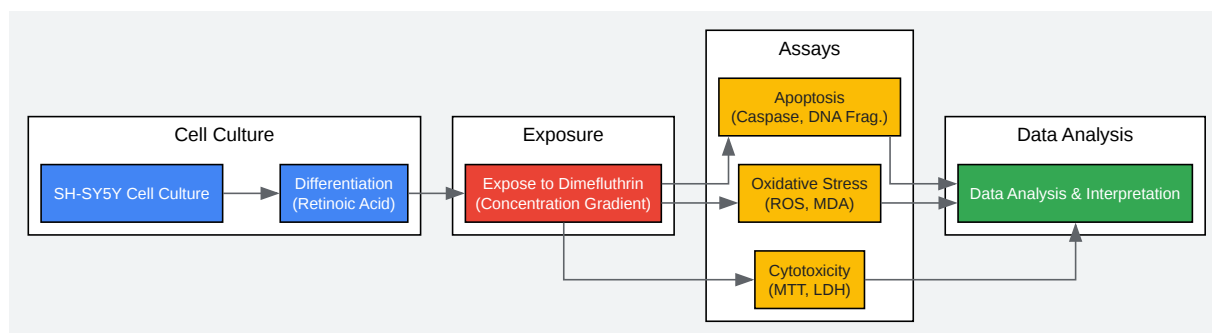 Cell Culture
SH-SY5Y Cell Culture
Differentiation
(Retinoic Acid)
Exposure
Expose to Dimefluthrin
(Concentration Gradient)
Assays
Apoptosis
(Caspase, DNA Frag.)
Oxidative Stress
(ROS, MDA)
Cytotoxicity
(MTT, LDH)
Data Analysis
Data Analysis & Interpretation